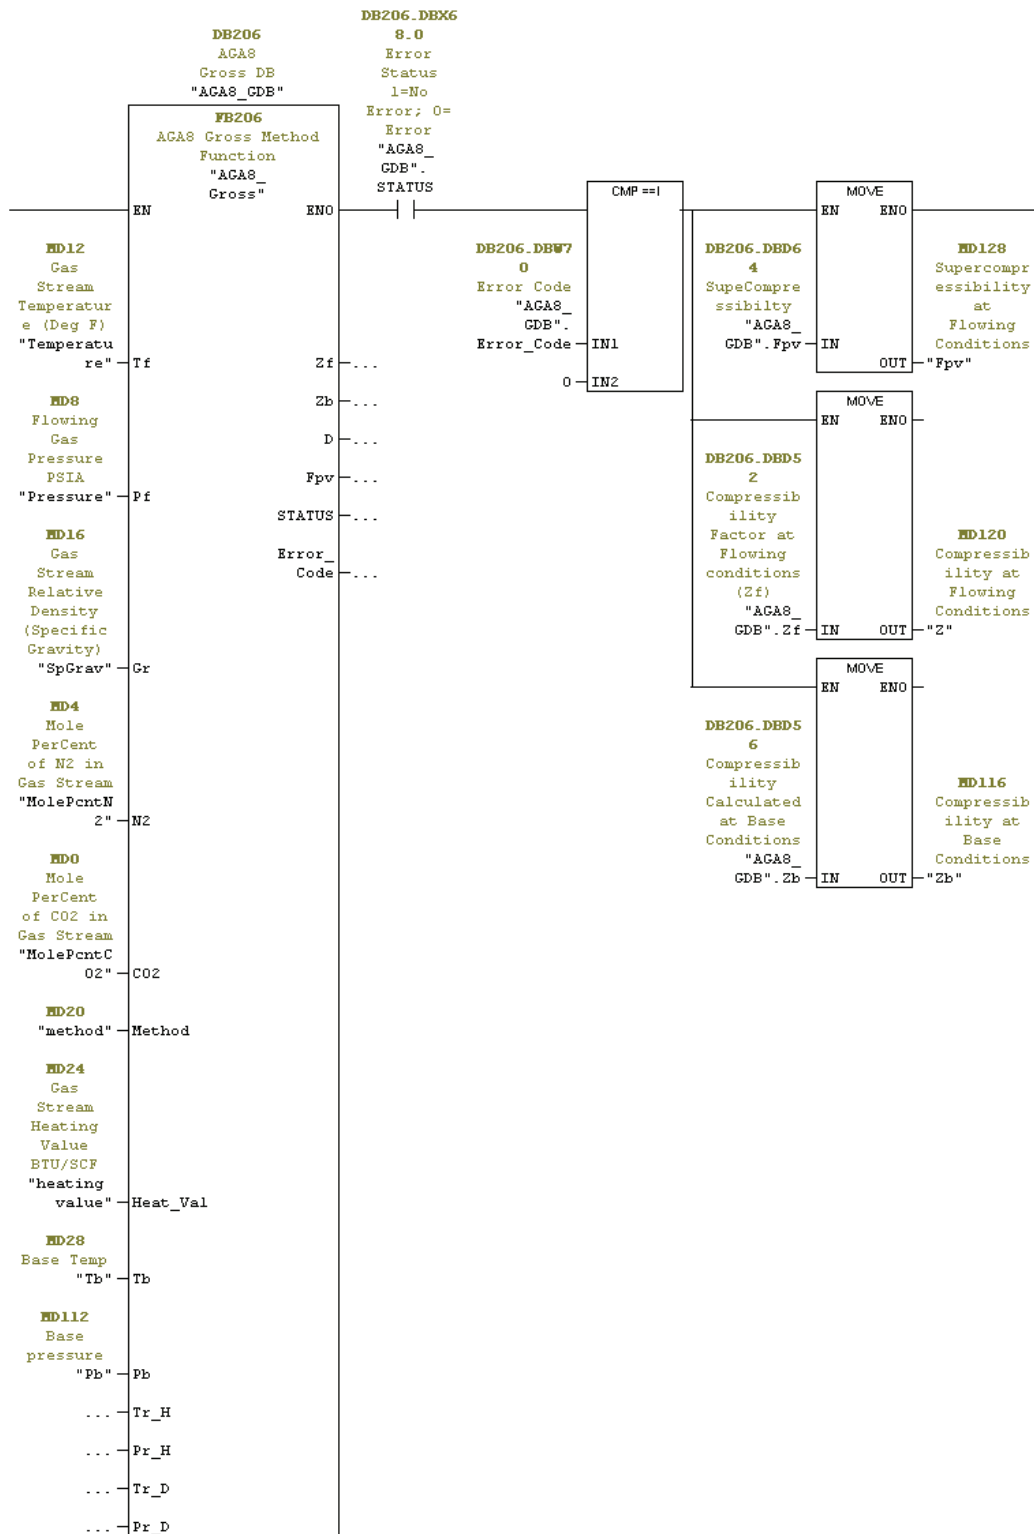 DB206
AGA8
Gross DB
"AGA8_GDB"
FB206
AGA8 Gross Method
Function
"AGA8_
Gross"
EN
ENO
DB206.DBX6
8.0
Error
Status
1=No
Error; 0=
Error
"AGA8_
GDB".
STATUS
MD12
Gas
Stream
Temperatur
e (Deg F)
"Temperatu
re"
Tf
MD8
Flowing
Gas
Pressure
PSIA
"Pressure"
Pf
MD16
Gas
Stream
Relative
Density
(Specific
Gravity)
"SpGrav"
Gr
MD4
Mole
PerCent
of N2 in
Gas Stream
"MolePcntN
2"
N2
MD0
Mole
PerCent
of CO2 in
Gas Stream
"MolePcntC
O2"
CO2
MD20
"method"
Method
MD24
Gas
Stream
Heating
Value
BTU/SCF
"heating
value"
Heat_Val
MD28
Base Temp
"Tb"
Tb
MD112
Base
pressure
"Pb"
Pb
...
Tr_H
...
Pr_H
...
Tr_D
...
Pr_D
Zf
...
Zb
...
D
...
Fpv
...
STATUS
...
Error_
Code
...
CMP ==I
DB206.DBW7
0
Error Code
"AGA8_
GDB".
Error_Code
IN1
0
IN2
MOVE
EN
ENO
DB206.DBD6
4
SupeCompre
ssibilty
"AGA8_
GDB".Fpv
IN
OUT
MD128
Supercompr
essibility
at
Flowing
Conditions
"Fpv"
MOVE
EN
ENO
DB206.DBD5
2
Compressib
ility
Factor at
Flowing
conditions
(Zf)
"AGA8_
GDB".Zf
IN
OUT
MD120
Compressib
ility at
Flowing
Conditions
"Z"
MOVE
EN
ENO
DB206.DBD5
6
Compressib
ility
Calculated
at Base
Conditions
"AGA8_
GDB".Zb
IN
OUT
MD116
Compressib
ility at
Base
Conditions
"Zb"